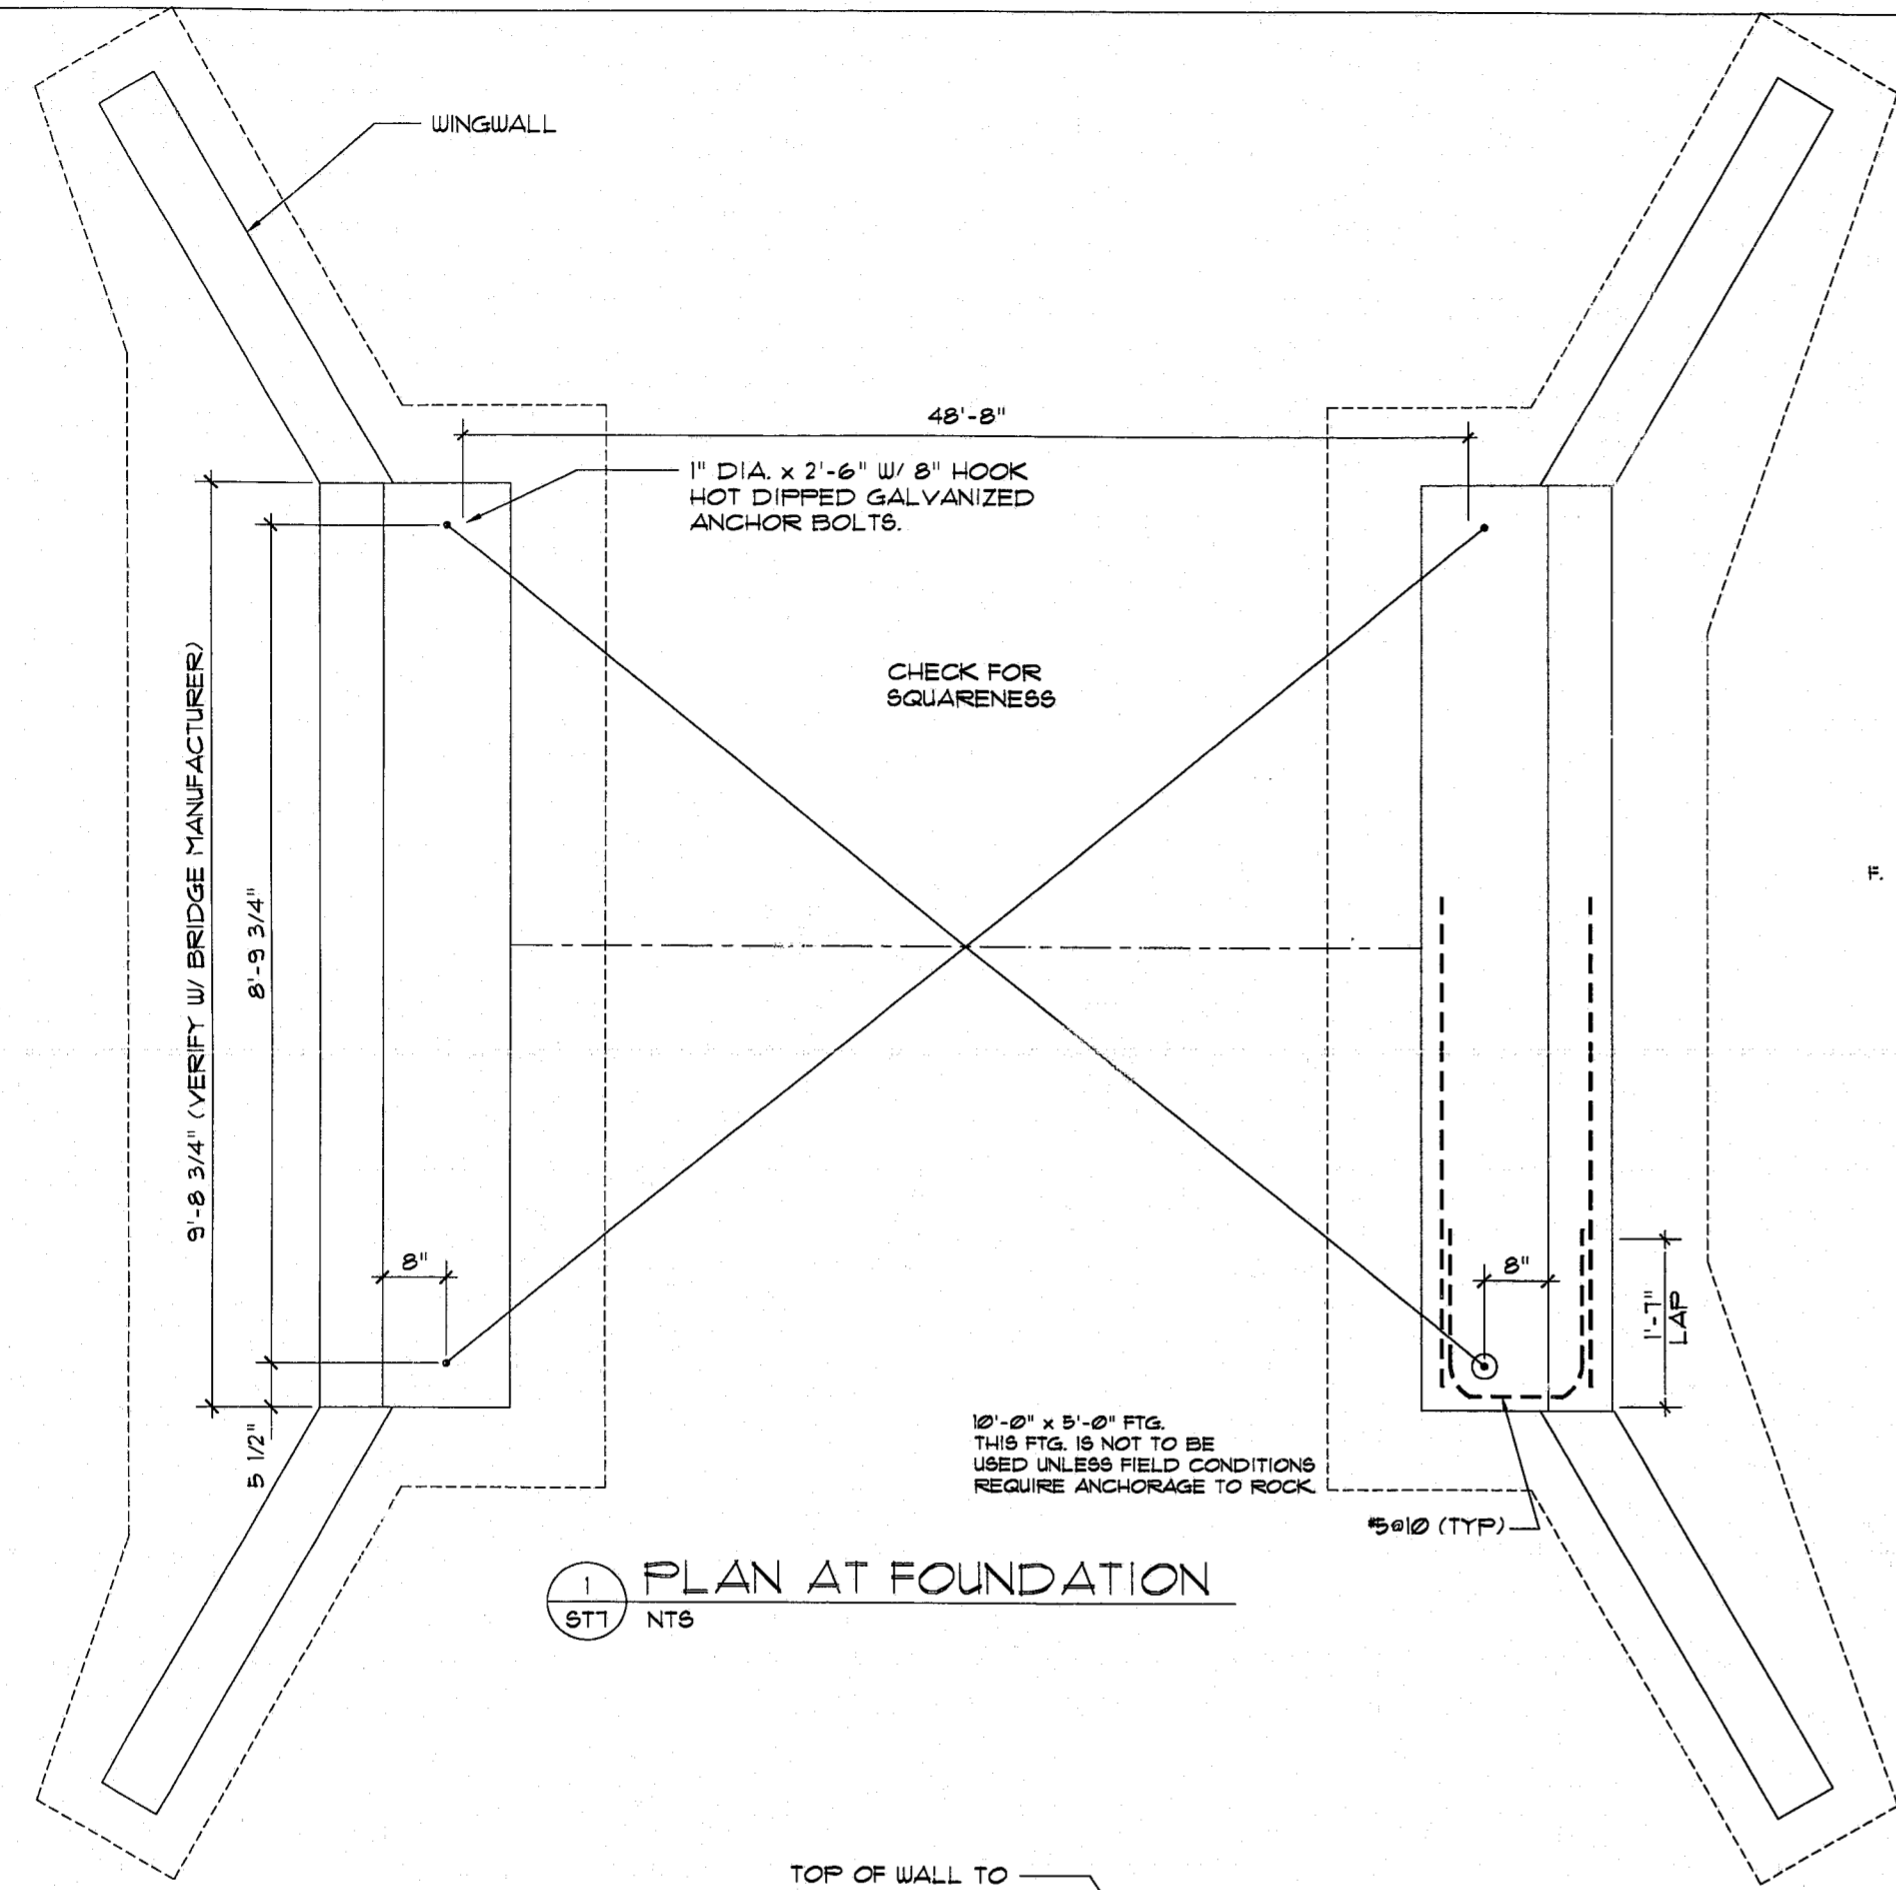 WINGWALL
48'-8"
1" DIA. x 2'-6" W/ 8" HOOK
HOT DIPPED GALVANIZED
ANCHOR BOLTS.
CHECK FOR
SQUARENESS
9'-8 3/4" (VERIFY W/ BRIDGE MANUFACTURER)
8'-9 3/4"
F.
8"
8"
1'-7"
LAP
5 1/2"
10'-0" x 5'-0" FTG.
THIS FTG. IS NOT TO BE
USED UNLESS FIELD CONDITIONS
REQUIRE ANCHORAGE TO ROCK.
#5@10 (TYP)
1
ST7
PLAN AT FOUNDATION
NTS
TOP OF WALL TO